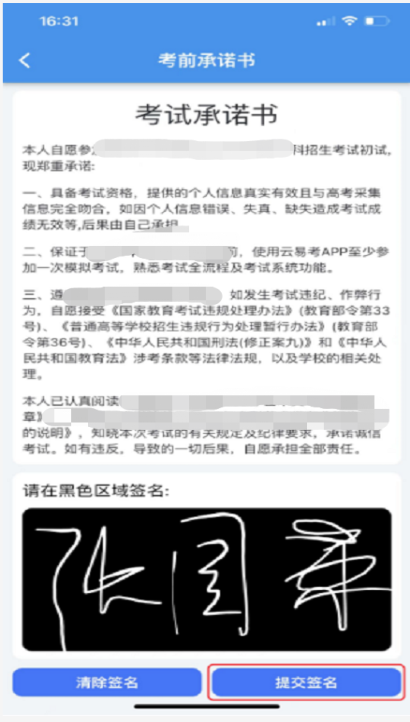 16:31
考前承诺书
考试承诺书
本人自愿参 科招生考试初试,
现郑重承诺:
一、具备考试资格，提供的个人信息真实有效且与高考采集
信息完全吻合，如因个人信息错误、失真、缺失造成考试成
绩无效等,后果由自己承担
二、保证于 前，使用云易考APP至少参
加一次模拟考试，熟悉考试全流程及考试系统功能。
三、遵 如发生考试违纪、作弊行
为，自愿接受《国家教育考试违规处理办法》(教育部令第33
号)、《普通高等学校招生违规行为处理暂行办法》(教育部
令第36号)、《中华人民共和国刑法(修正案九)》和《中华人
民共和国教育法》涉考条款等法律法规，以及学校的相关处
理。
本人已认真阅读
章》
的说明》，知晓本次考试的有关规定及纪律要求，承诺诚信
考试。如有违反，导致的一切后果，自愿承担全部责任。
请在黑色区域签名:
张国
清除签名
提交签名